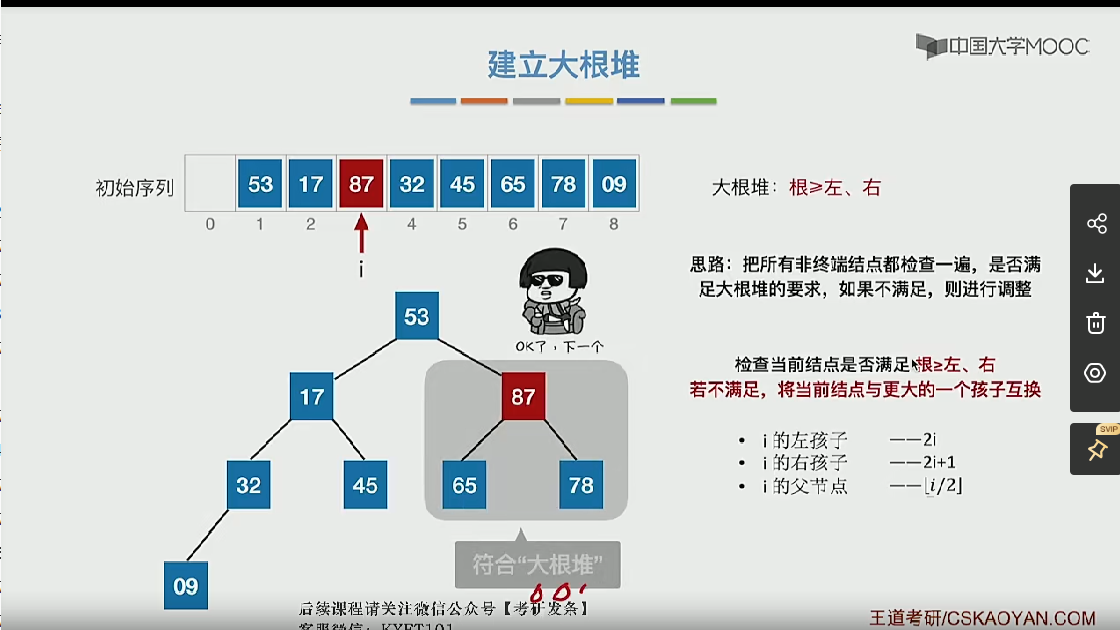 中国大学MOOC
建立大根堆
初始序列
53 17 87 32 45 65 78 09
0 1 2 4 5 6 7 8
i
大根堆：根≥左、右
思路：把所有非终端结点都检查一遍，是否满
足大根堆的要求，如果不满足，则进行调整
OK了，下一个
检查当前结点是否满足根≥左、右
若不满足，将当前结点与更大的一个孩子互换
• i 的左孩子 ——2i
• i 的右孩子 ——2i+1
• i 的父节点 ——⌊i/2⌋
53
17 87
32 45 65 78
09
符合“大根堆”
后续课程请关注微信公众号【考研发条】
王道考研/CSKAOYAN.COM
SVIP